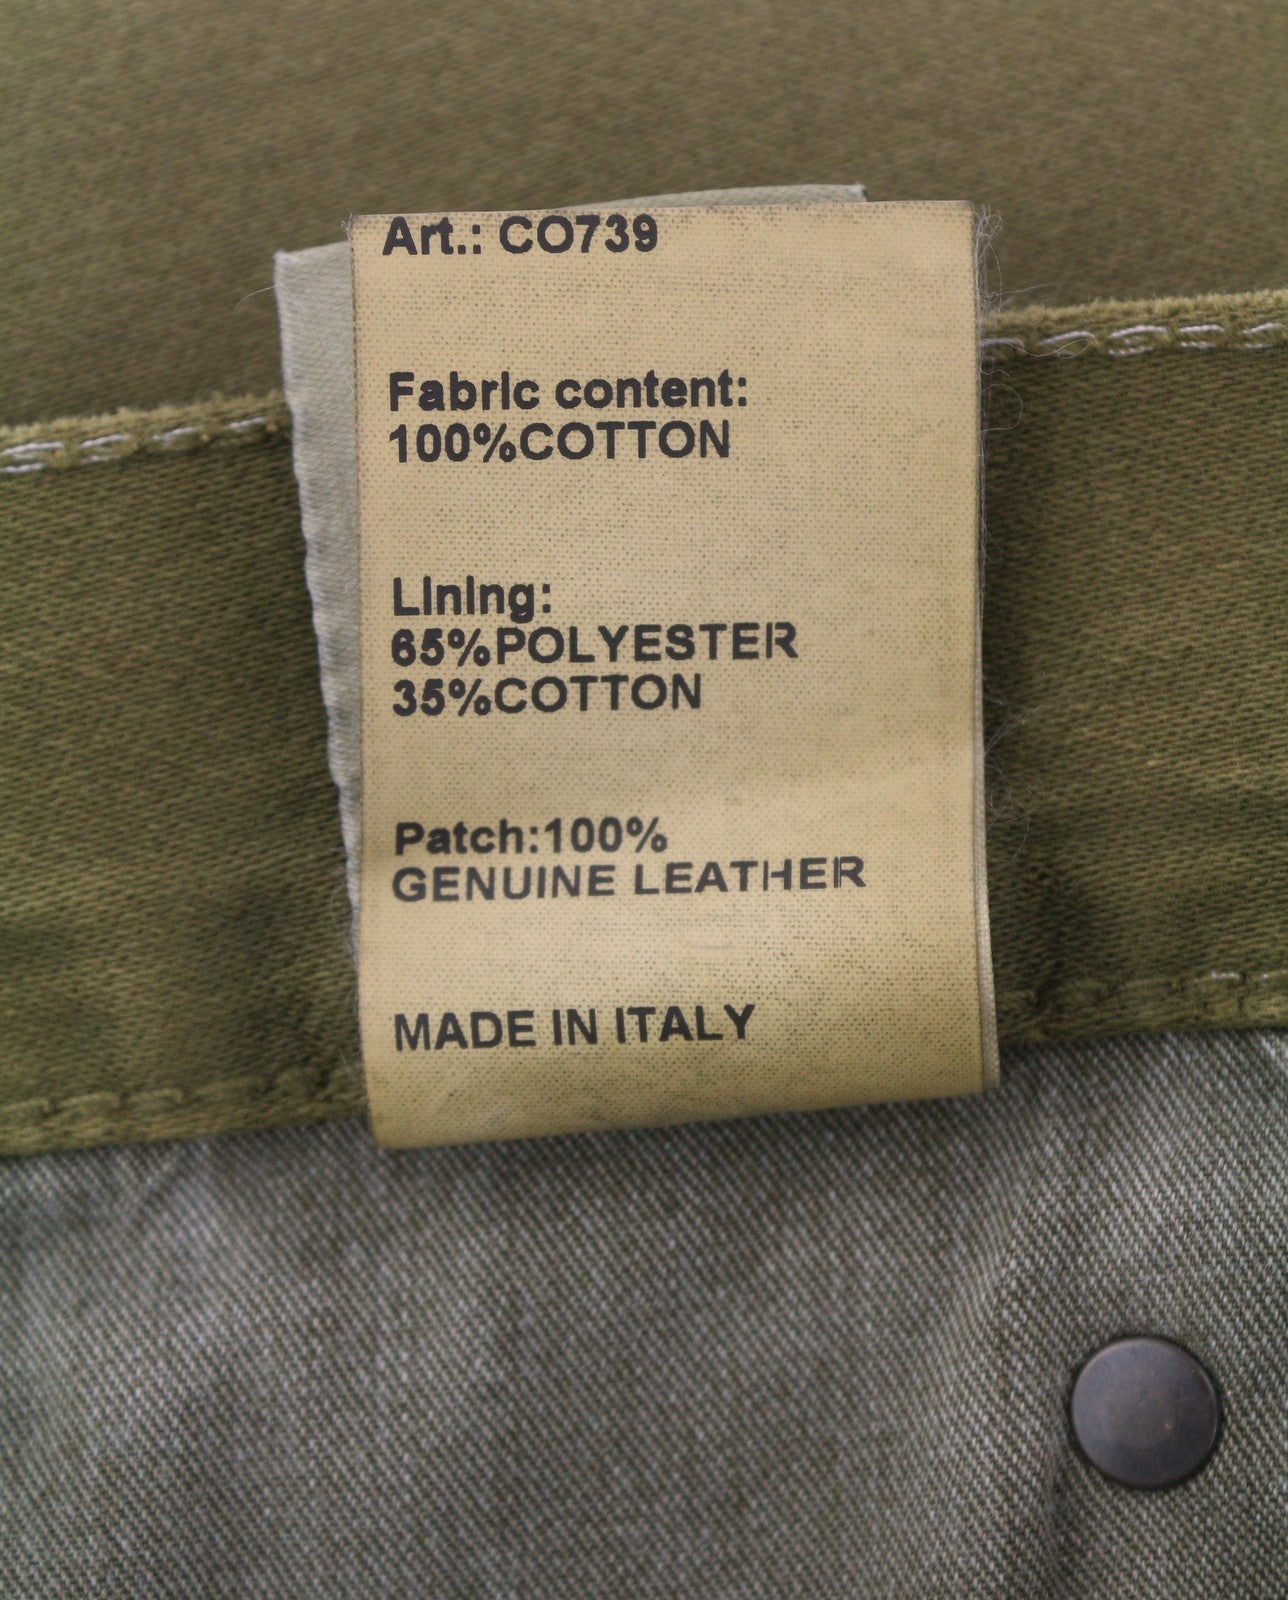 Art.: CO739
Fabric content:
100%COTTON
Lining:
65%POLYESTER
35%COTTON
Patch:100%
GENUINE LEATHER
MADE IN ITALY